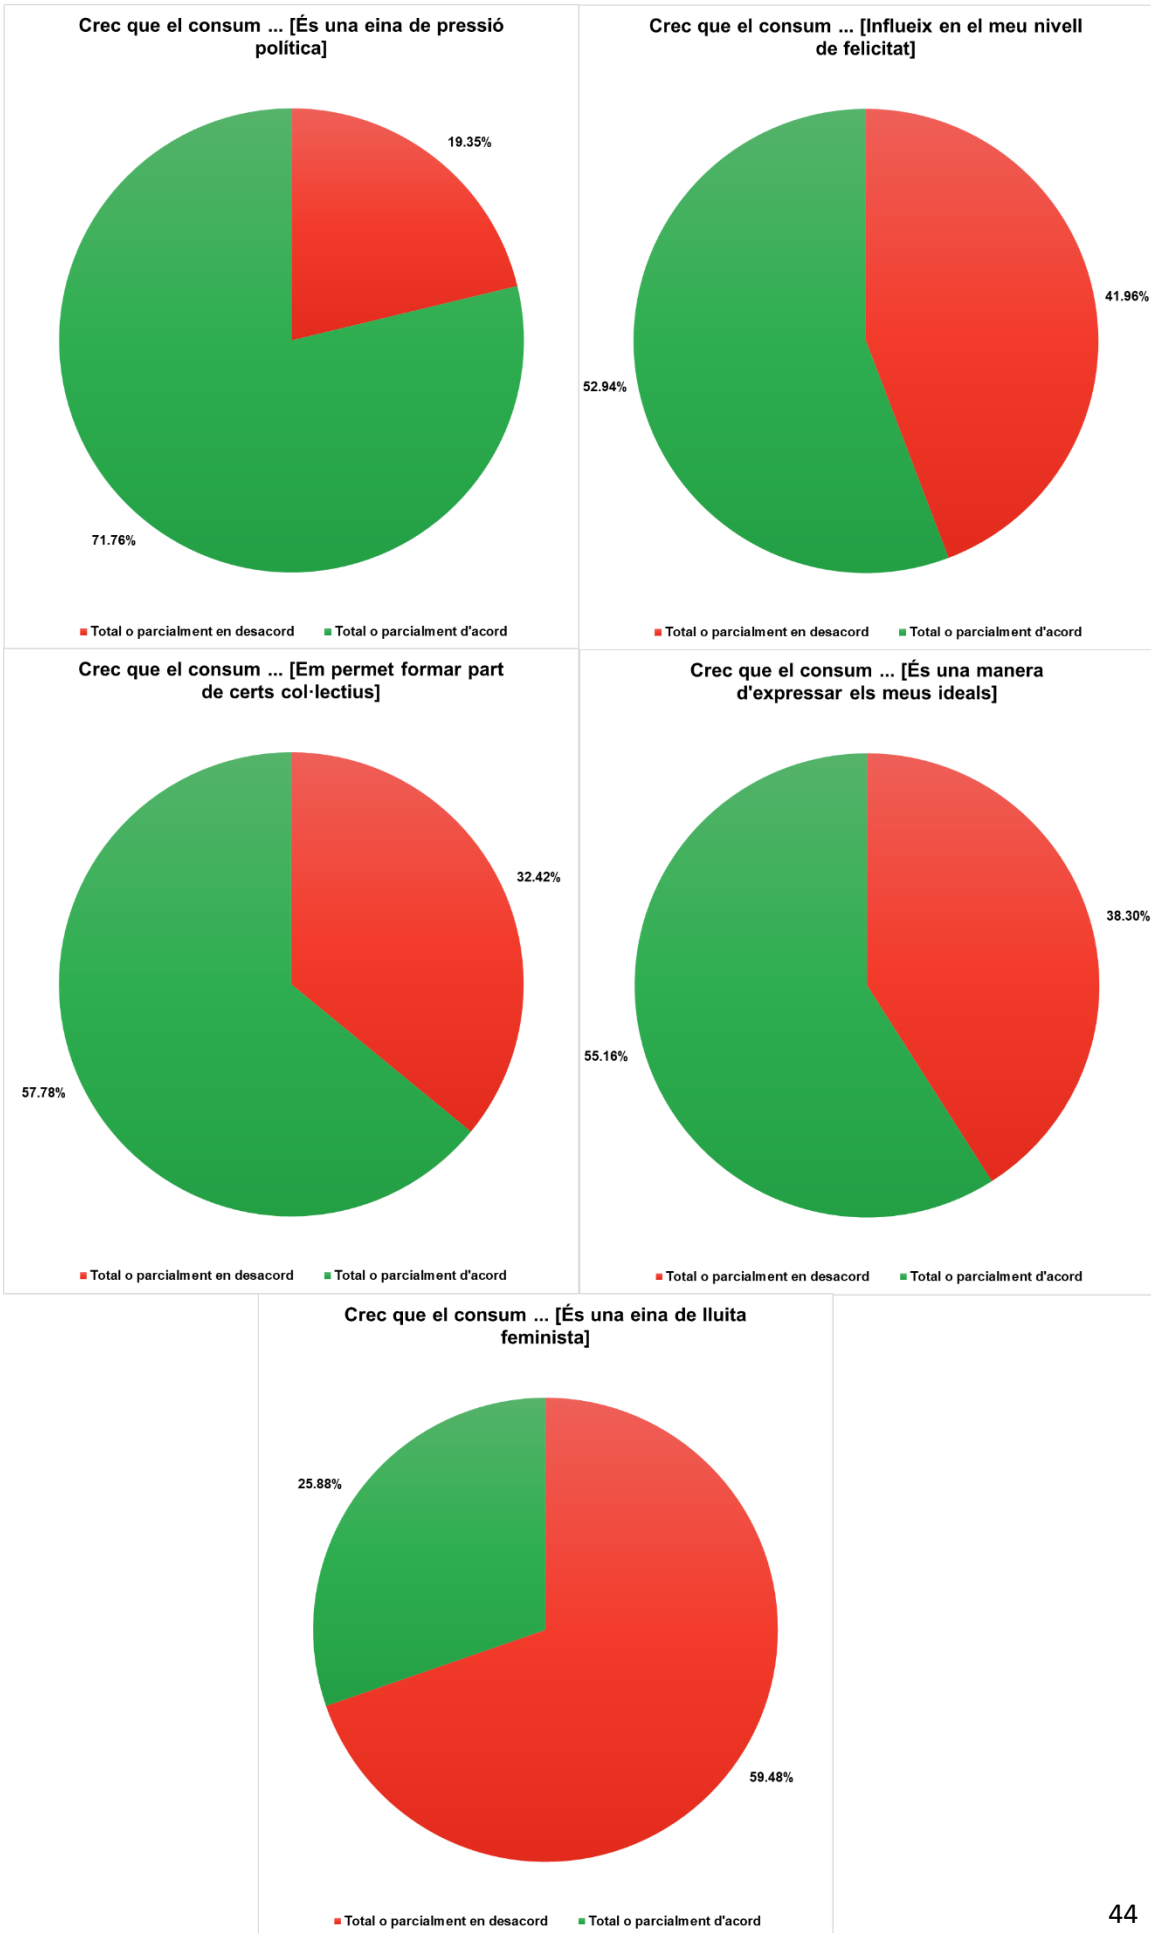 Crec que el consum ... [És una eina de pressió
política]
19.35%
71.76%
Total o parcialment en desacord Total o parcialment d'acord
Crec que el consum ... [Influeix en el meu nivell
de felicitat]
41.96%
52.94%
Total o parcialment en desacord Total o parcialment d'acord
Crec que el consum ... [Em permet formar part
de certs col·lectius]
32.42%
57.78%
Total o parcialment en desacord Total o parcialment d'acord
Crec que el consum ... [És una manera
d'expressar els meus ideals]
38.30%
55.16%
Total o parcialment en desacord Total o parcialment d'acord
Crec que el consum ... [És una eina de lluita
feminista]
25.88%
59.48%
Total o parcialment en desacord Total o parcialment d'acord
44